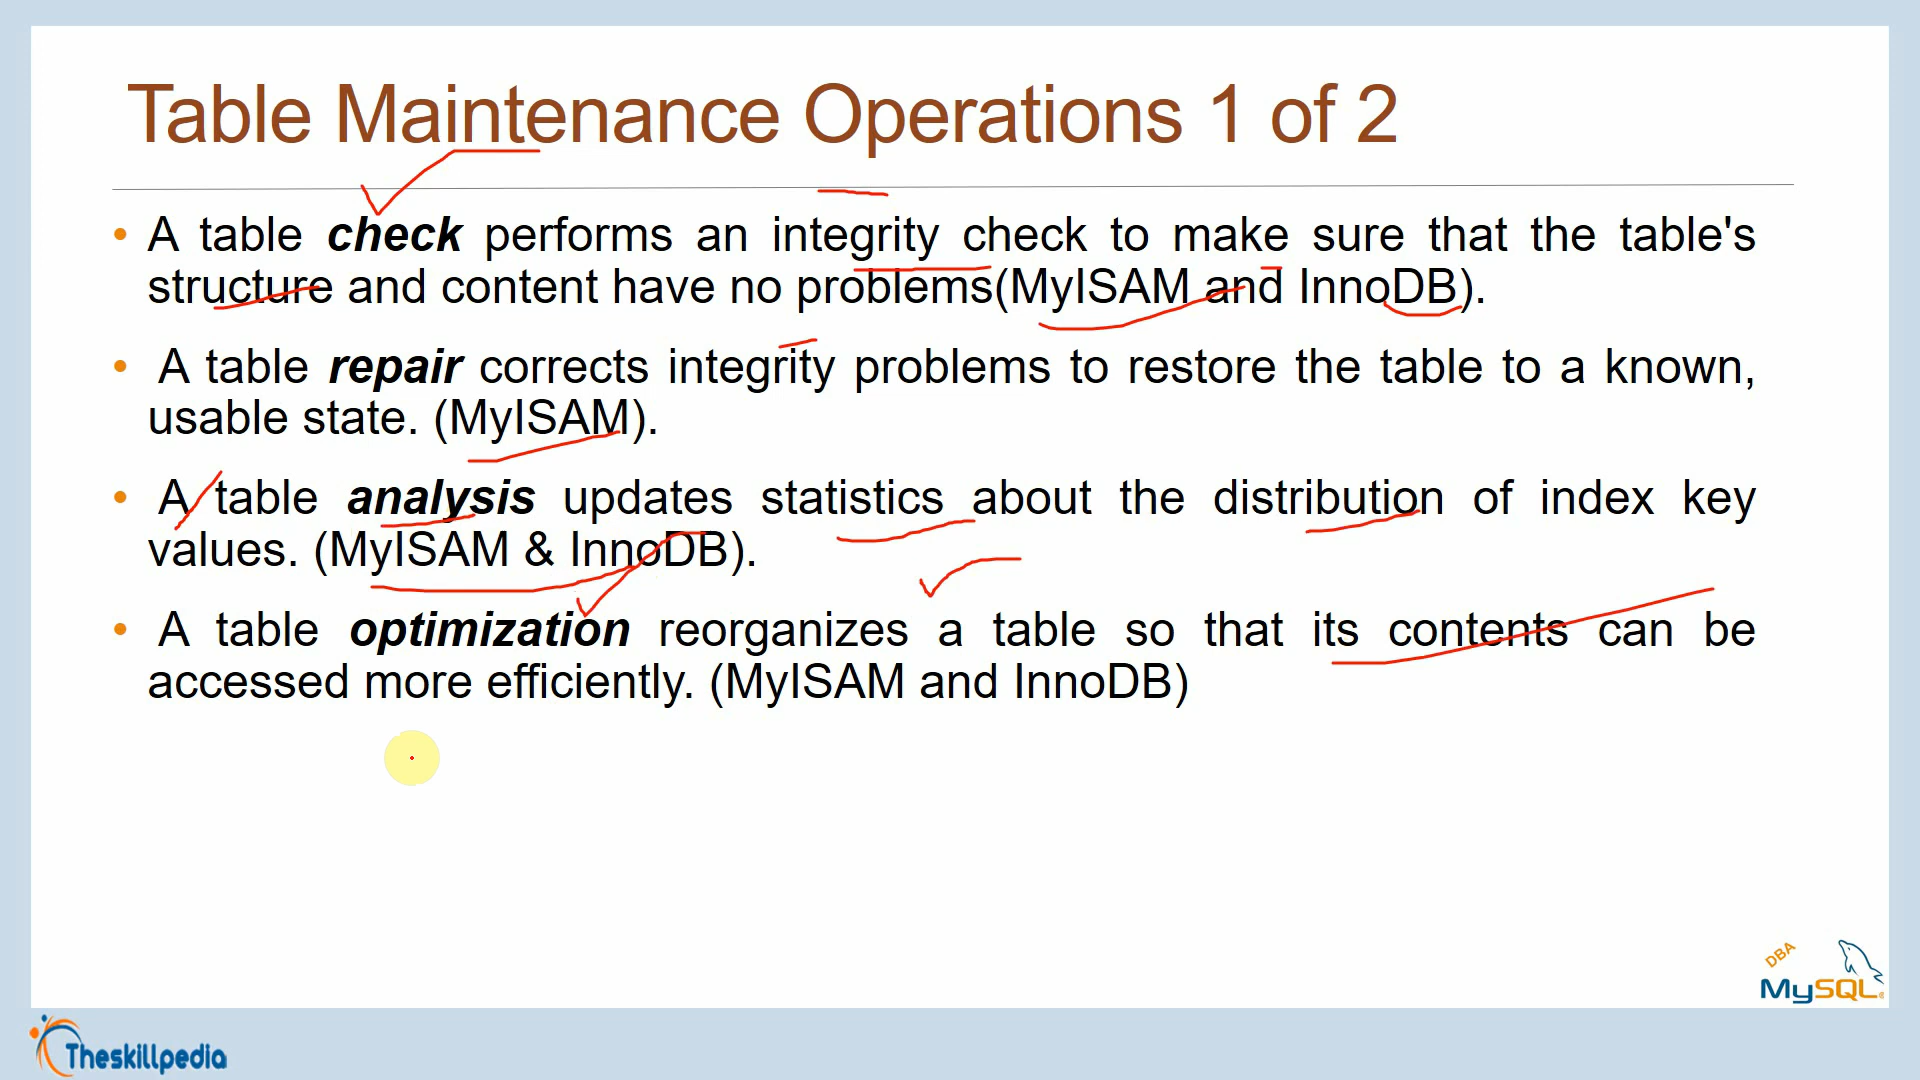 Table Maintenance Operations 1 of 2
• A table check performs an integrity check to make sure that the table's
structure and content have no problems(MyISAM and InnoDB).
• A table repair corrects integrity problems to restore the table to a known,
usable state. (MyISAM).
• A table analysis updates statistics about the distribution of index key
values. (MyISAM & InnoDB).
• A table optimization reorganizes a table so that its contents can be
accessed more efficiently. (MyISAM and InnoDB)
DBA
MySQL®
Theskillpedia